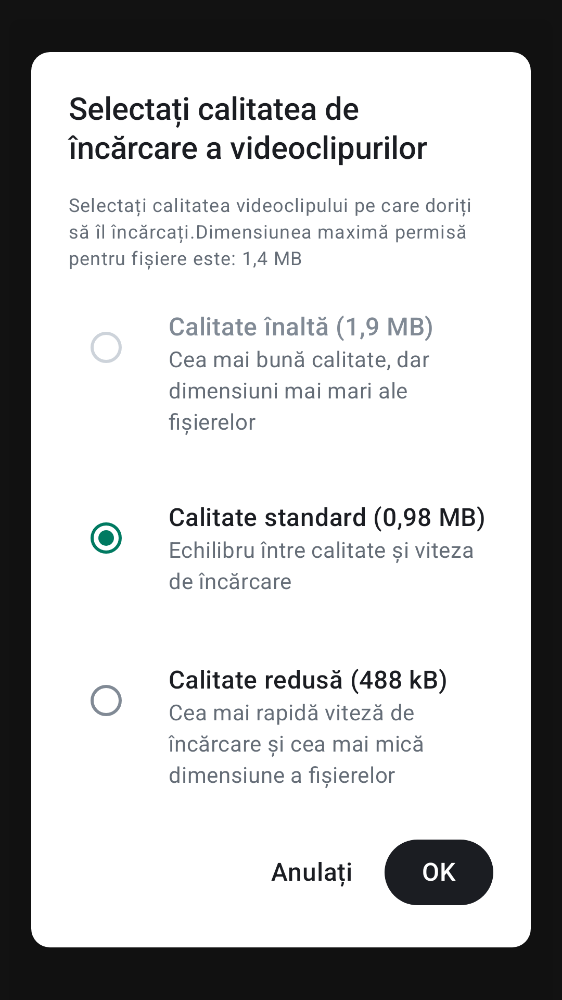 Selectați calitatea de
încărcare a videoclipurilor
Selectați calitatea videoclipului pe care doriți
să îl încărcați.Dimensiunea maximă permisă
pentru fișiere este: 1,4 MB
Calitate înaltă (1,9 MB)
Cea mai bună calitate, dar
dimensiuni mai mari ale
fișierelor
Calitate standard (0,98 MB)
Echilibru între calitate și viteza
de încărcare
Calitate redusă (488 kB)
Cea mai rapidă viteză de
încărcare și cea mai mică
dimensiune a fișierelor
Anulați
OK